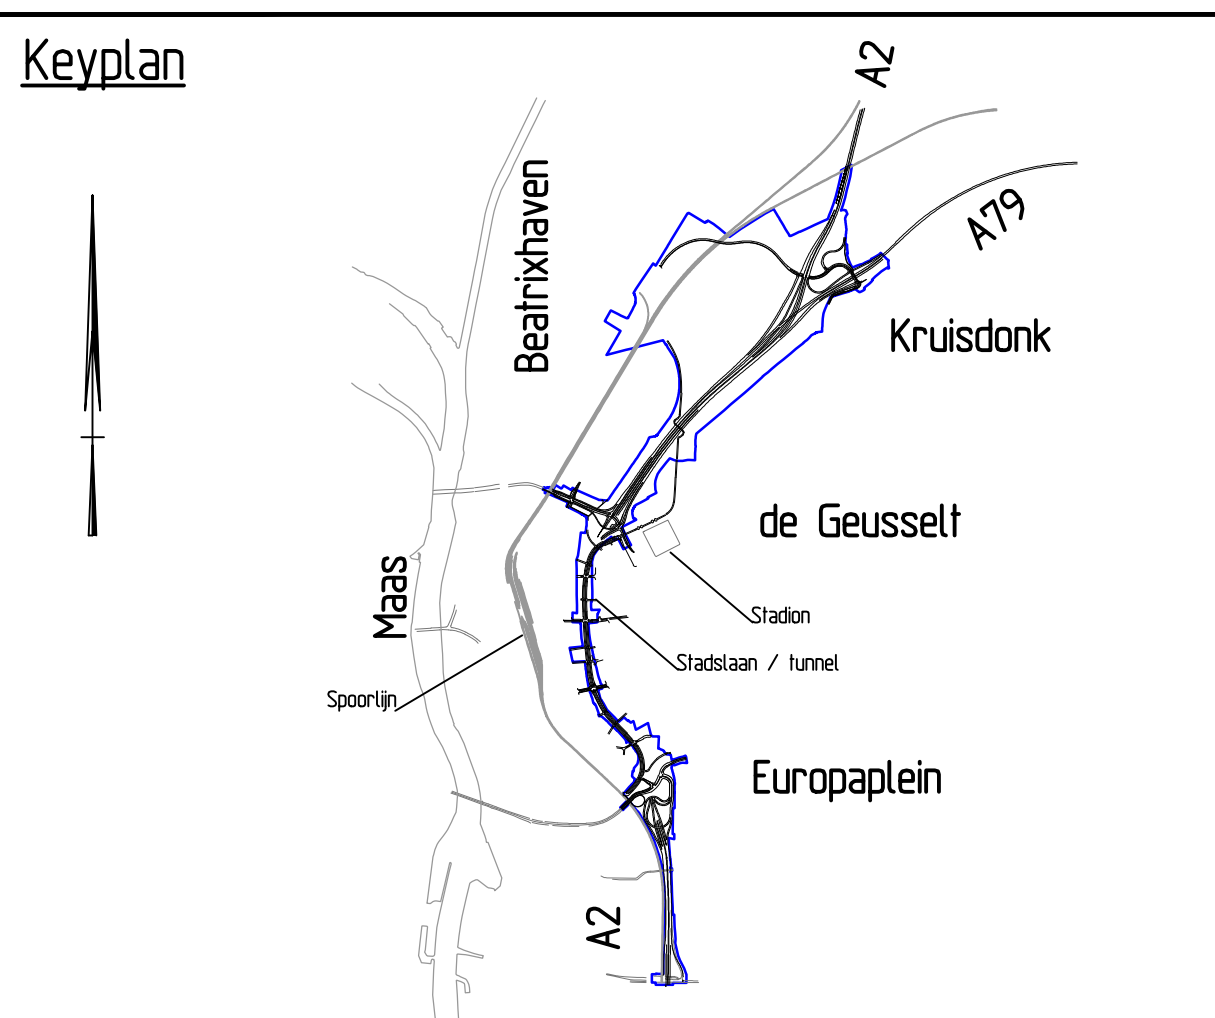 Keyplan
A2
Beatrixhaven
A79
Kruisdonk
de Geusselt
Maas
Stadion
Stadslaan / tunnel
Spoorlijn
Europaplein
A2